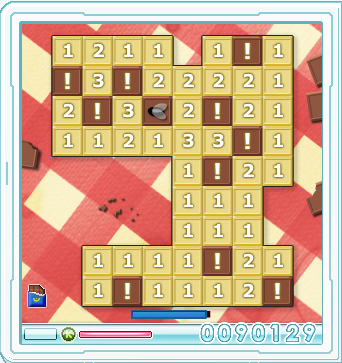 1 2 1 1 1 ! 1
! 3 ! 2 2 2 2 1
2 ! 3 2 ! 2 1
1 1 2 1 3 3 ! 1
1 ! 2 1
1 1 1
1 1 1
1 1 1 1 ! 2 1
1 ! 1 1 1 2 !
0090129